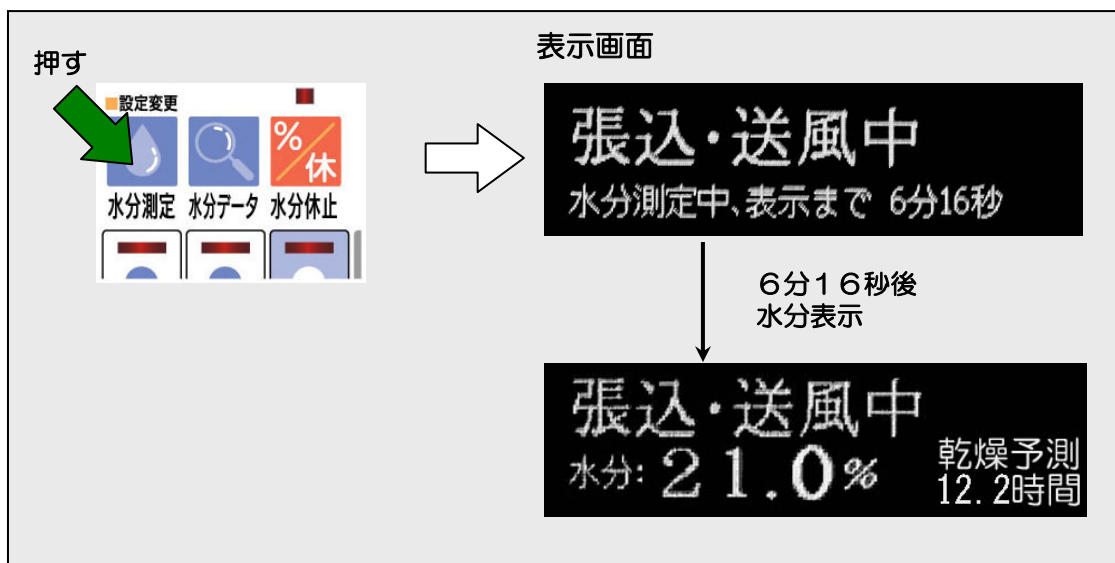 押す
■設定変更
%/休
水分測定 水分データ 水分休止
表示画面
張込・送風中
水分測定中、表示まで 6分16秒
6分16秒後
水分表示
張込・送風中
水分:21.0%
乾燥予測
12.2時間